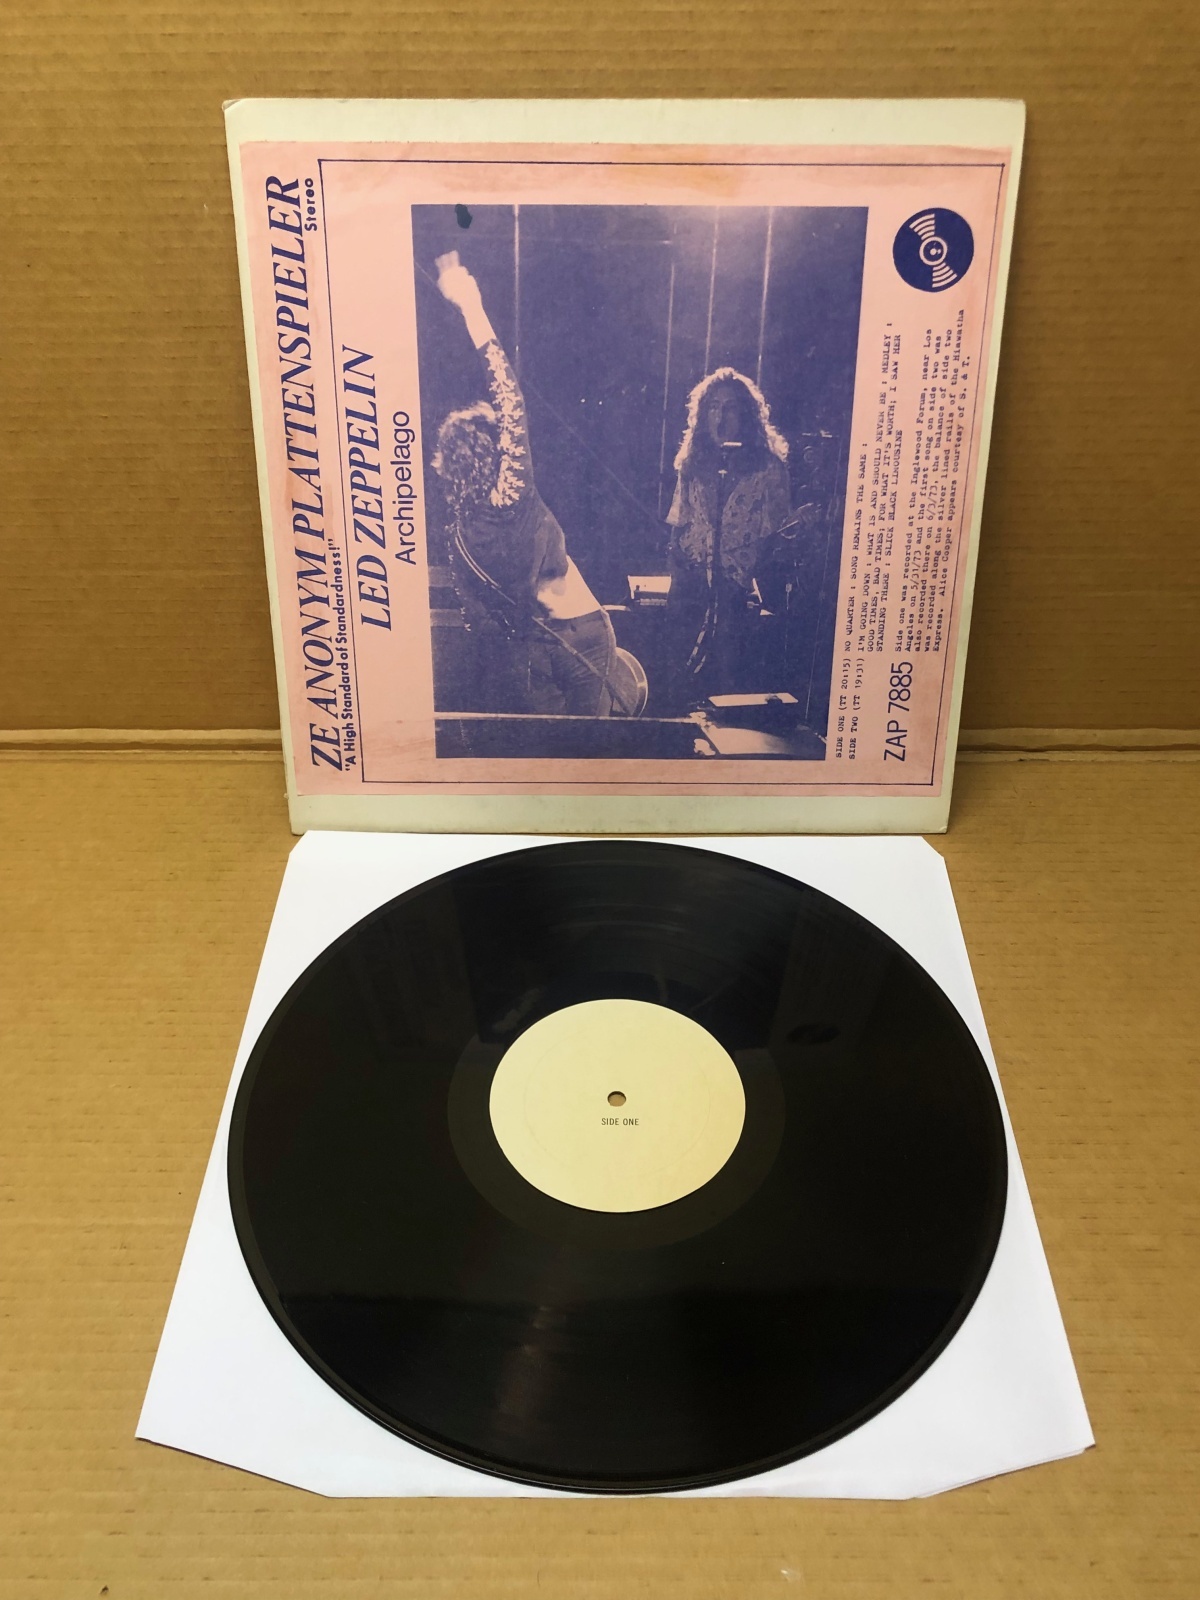 ZE ANONYM PLATTENSPIELER
"A High Standard of Standardness!"
Stereo
LED ZEPPELIN
Archipelago
SIDE ONE (TT 20:15) NO QUARTER : SONG REMAINS THE SAME :
SIDE TWO (TT 19:31) I'M GOING DOWN : WHAT IS AND SHOULD NEVER BE : MEDLEY :
GOOD TIMES, BAD TIMES; FOR WHAT IT'S WORTH; I SAW HER
STANDING THERE : SLICK BLACK LIMOUSINE
ZAP 7885
Side one was recorded at the Inglewood Forum, near Los
Angeles on 5/31/73 and the first song on side two was
also recorded there on 6/3/73, the balance of side two
was recorded along the silver lined rails of the Hiawatha
Express. Alice Cooper appears courtesy of S. & T.
SIDE ONE